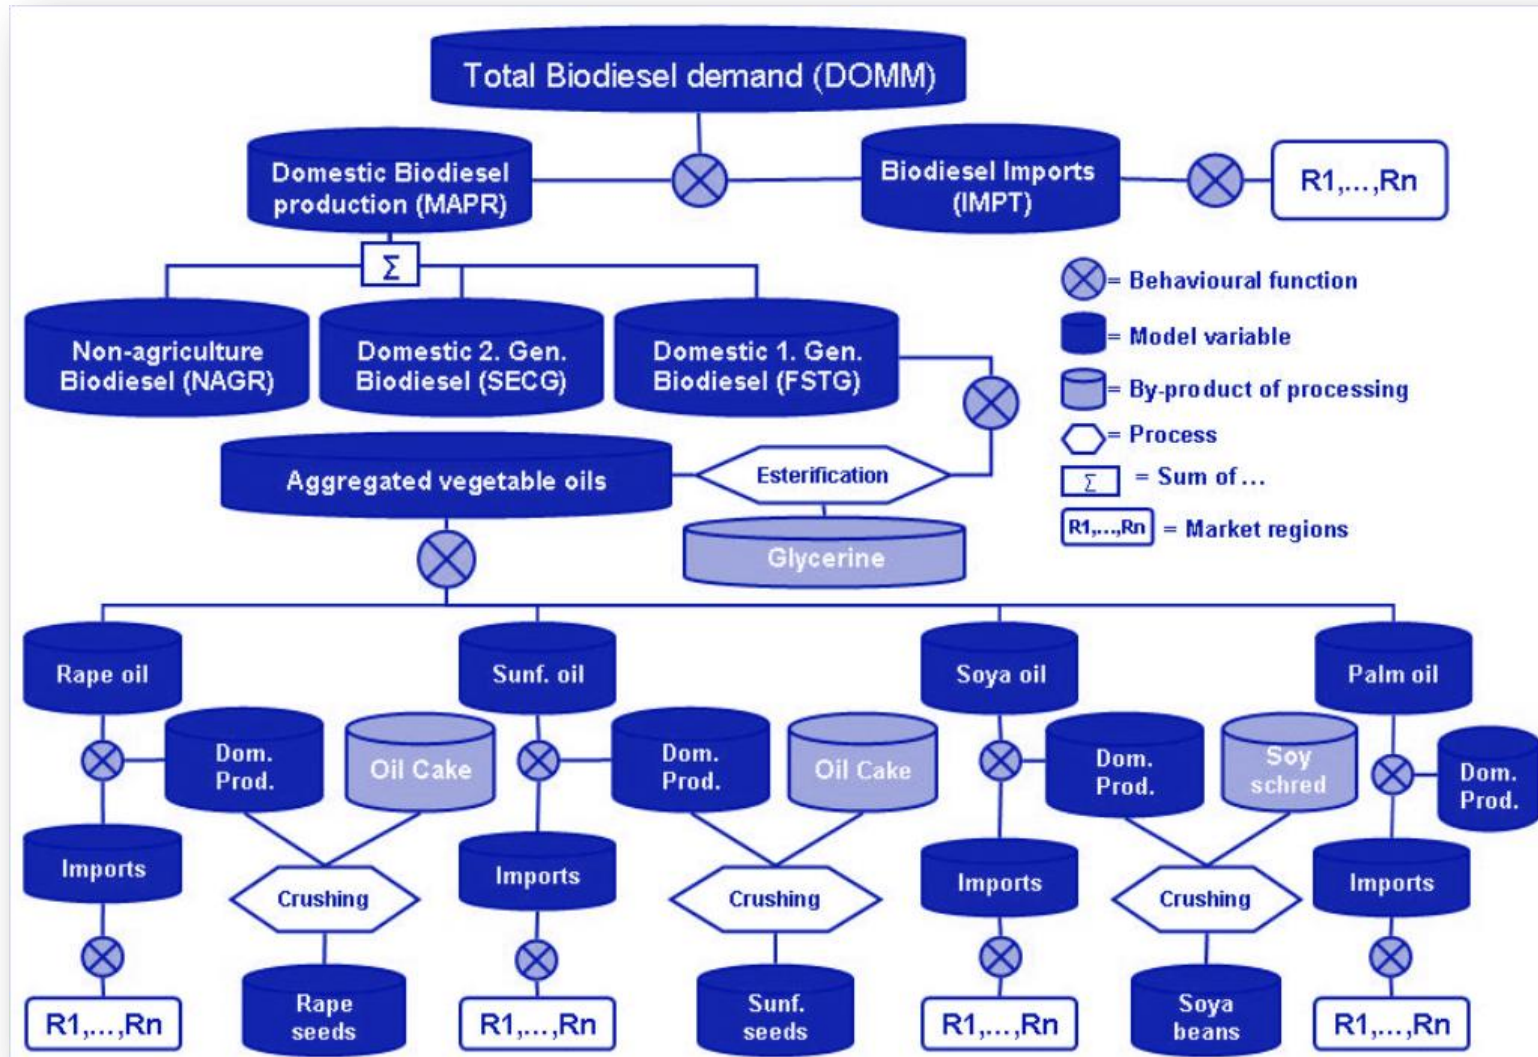 Total Biodiesel demand (DOMM)
Domestic Biodiesel
production (MAPR)
Biodiesel Imports
(IMPT)
R1,...,Rn
Σ
= Behavioural function
= Model variable
= By-product of processing
= Process
Σ = Sum of...
R1,...,Rn = Market regions
Non-agriculture
Biodiesel (NAGR)
Domestic 2. Gen.
Biodiesel (SECG)
Domestic 1. Gen.
Biodiesel (FSTG)
Aggregated vegetable oils
Esterification
Glycerine
Rape oil
Sunf. oil
Soya oil
Palm oil
Dom.
Prod.
Oil Cake
Dom.
Prod.
Oil Cake
Dom.
Prod.
Soy
schred
Dom.
Prod.
Imports
Crushing
Imports
Crushing
Imports
Crushing
Imports
R1,...,Rn
Rape
seeds
R1,...,Rn
Sunf.
seeds
R1,...,Rn
Soya
beans
R1,...,Rn